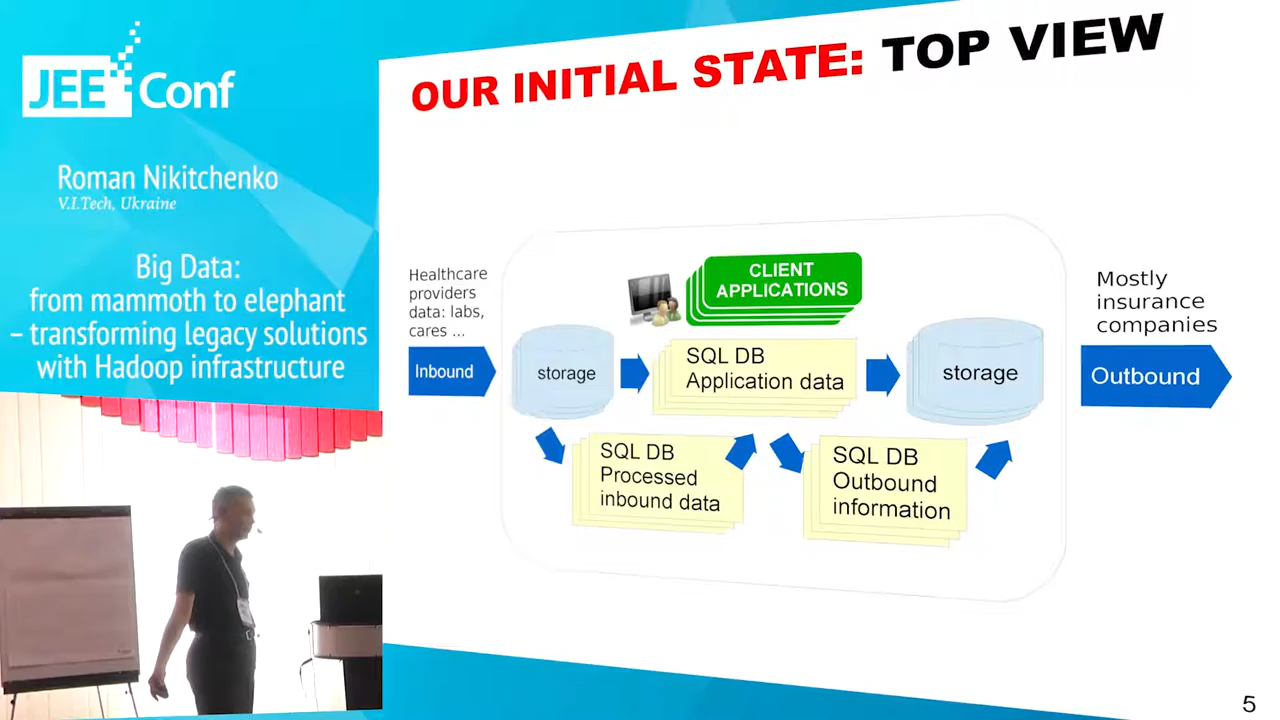 JEE Conf
Roman Nikitchenko
V.I.Tech, Ukraine
Big Data:
from mammoth to elephant
– transforming legacy solutions
with Hadoop infrastructure
OUR INITIAL STATE: TOP VIEW
Healthcare
providers
data: labs,
cares ...
Inbound
storage
CLIENT
APPLICATIONS
SQL DB
Application data
storage
Mostly
insurance
companies
Outbound
SQL DB
Processed
inbound data
SQL DB
Outbound
information
5